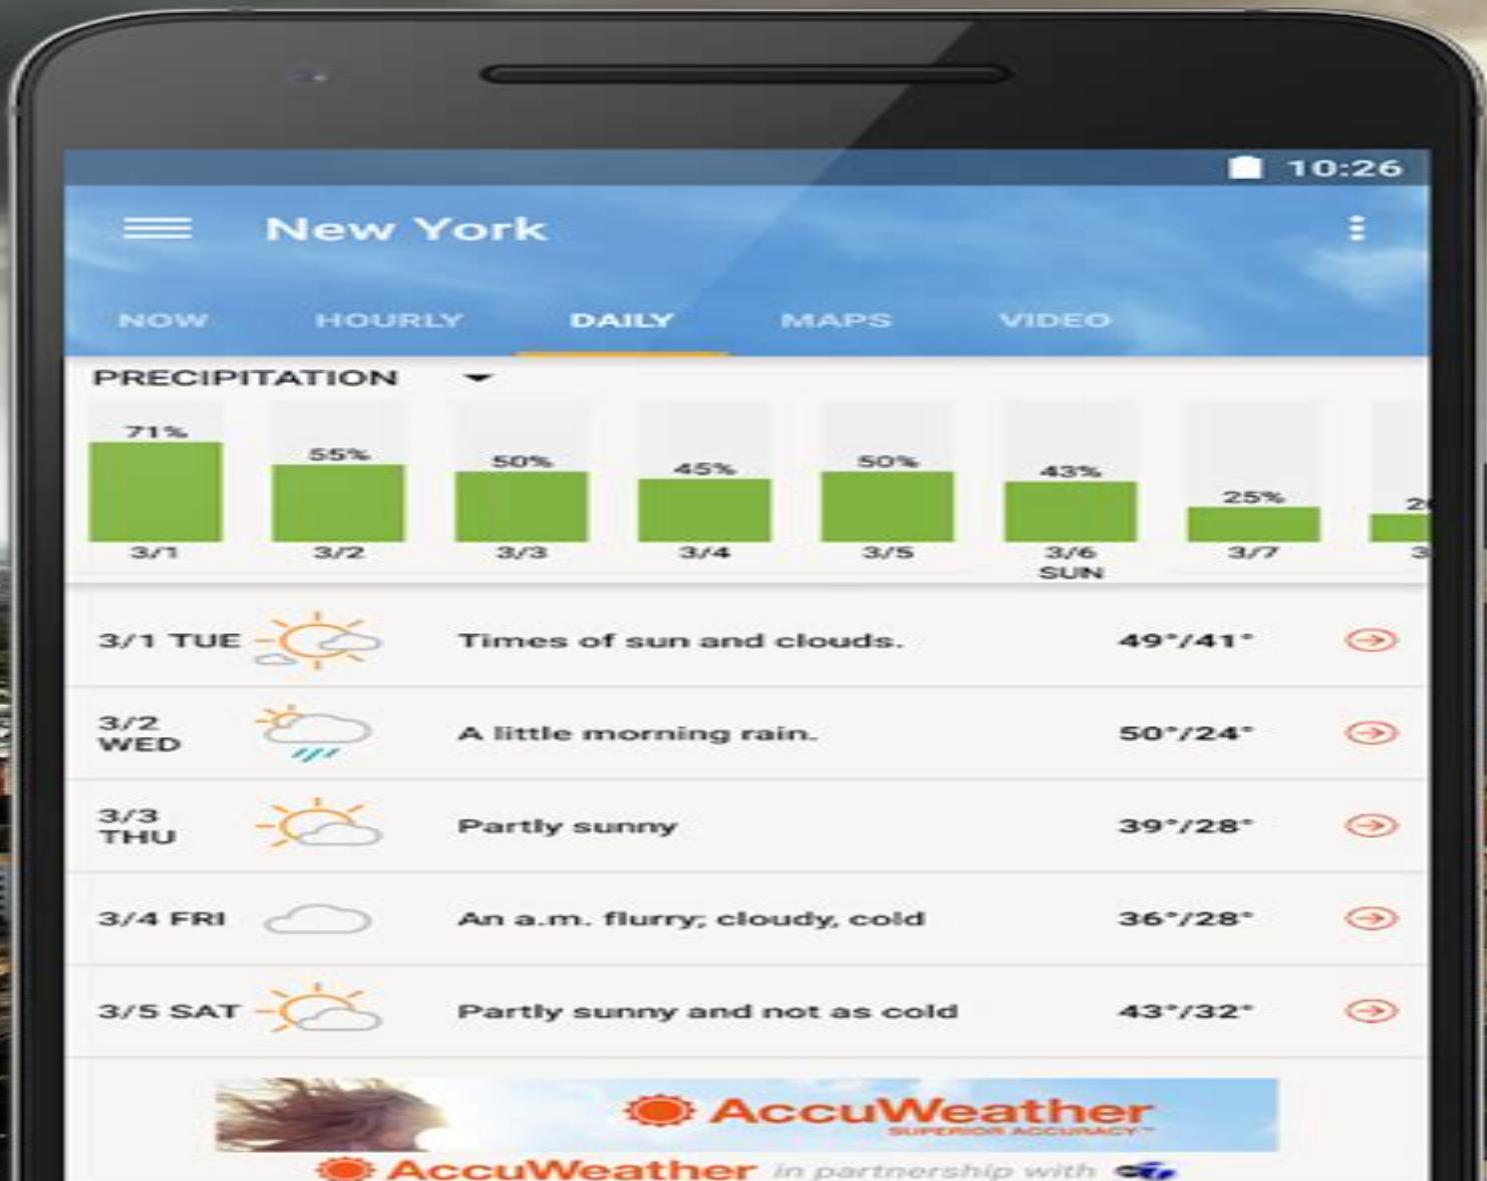 10:26
New York
NOW HOURLY DAILY MAPS VIDEO
PRECIPITATION
71% 55% 50% 45% 50% 43% 25%
3/1 3/2 3/3 3/4 3/5 3/6 3/7
SUN
3/1 TUE Times of sun and clouds. 49°/41°
3/2
WED A little morning rain. 50°/24°
3/3
THU Partly sunny 39°/28°
3/4 FRI An a.m. flurry; cloudy, cold 36°/28°
3/5 SAT Partly sunny and not as cold 43°/32°
AccuWeather
SUPERIOR ACCURACY™
AccuWeather in partnership with